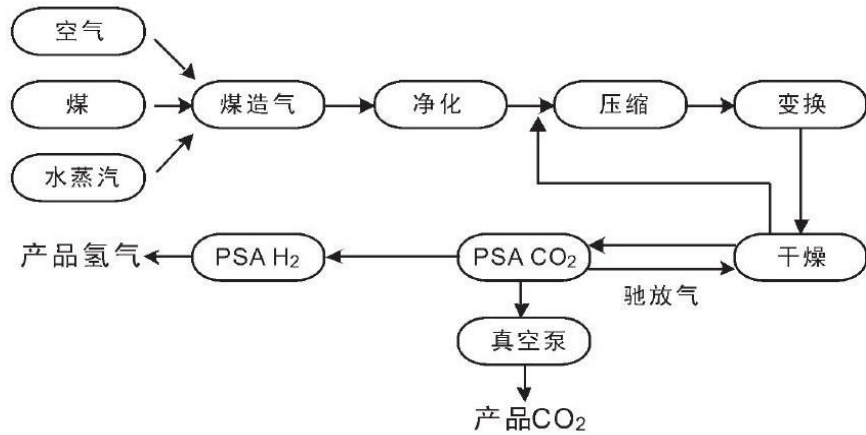 空气
煤
煤造气
净化
压缩
变换
水蒸汽
产品氢气
PSA H₂
PSA CO₂
干燥
驰放气
真空泵
产品CO₂